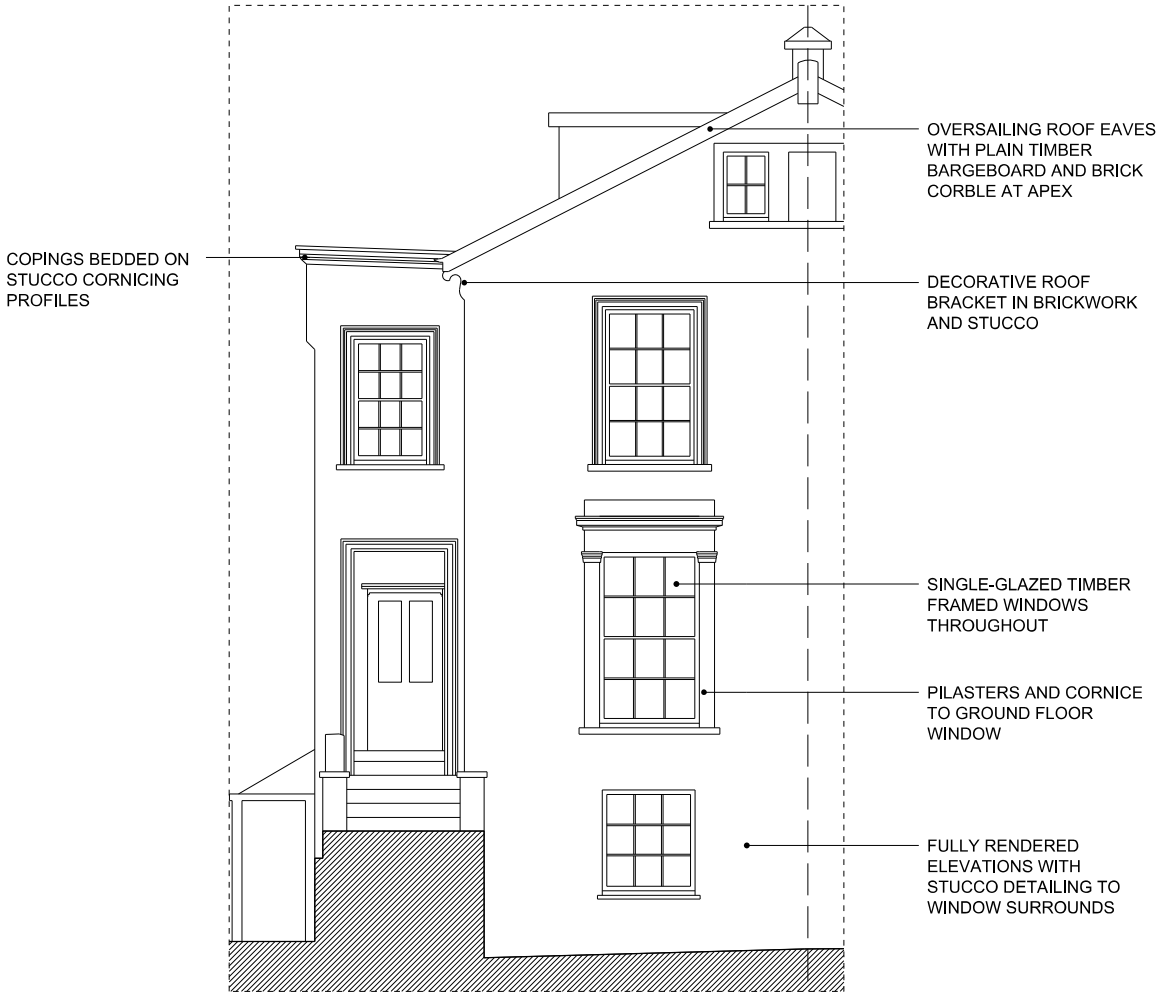 OVERSAILING ROOF EAVES
WITH PLAIN TIMBER
BARGEBOARD AND BRICK
CORBLE AT APEX
COPINGS BEDDED ON
STUCCO CORNICING
PROFILES
DECORATIVE ROOF
BRACKET IN BRICKWORK
AND STUCCO
SINGLE-GLAZED TIMBER
FRAMED WINDOWS
THROUGHOUT
PILASTERS AND CORNICE
TO GROUND FLOOR
WINDOW
FULLY RENDERED
ELEVATIONS WITH
STUCCO DETAILING TO
WINDOW SURROUNDS